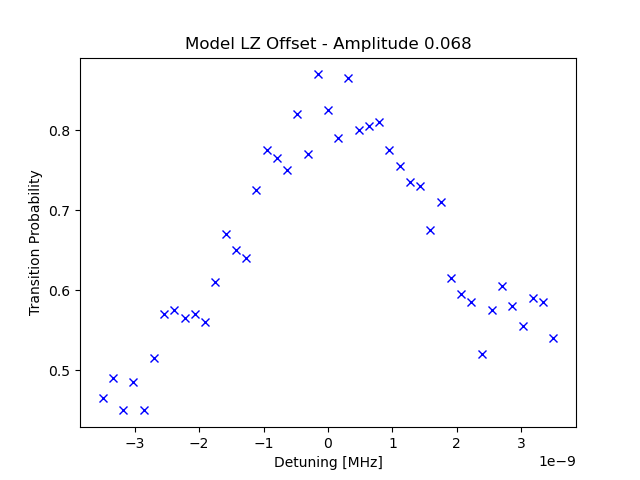 Model LZ Offset - Amplitude 0.068
Transition Probability
0.8
0.7
0.6
0.5
−3 −2 −1 0 1 2 3
1e−9
Detuning [MHz]